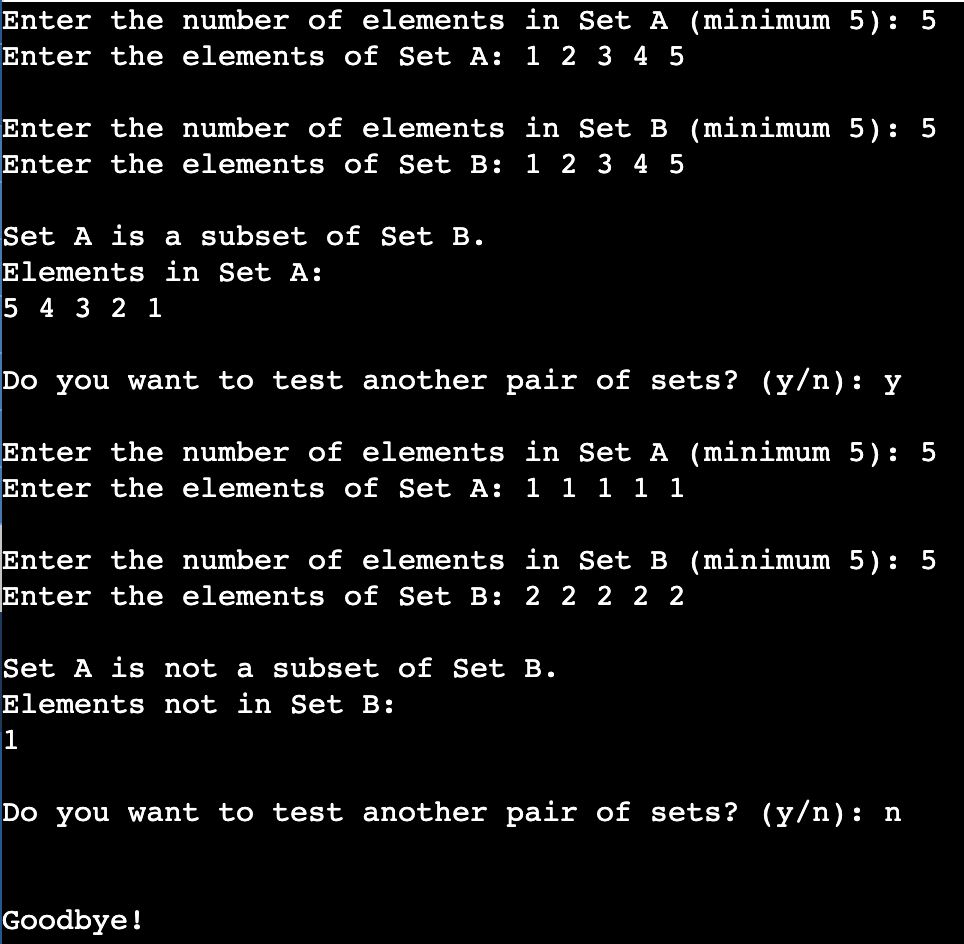 Enter the number of elements in Set A (minimum 5): 5
Enter the elements of Set A: 1 2 3 4 5
Enter the number of elements in Set B (minimum 5): 5
Enter the elements of Set B: 1 2 3 4 5
Set A is a subset of Set B.
Elements in Set A:
5 4 3 2 1
Do you want to test another pair of sets? (y/n): y
Enter the number of elements in Set A (minimum 5): 5
Enter the elements of Set A: 1 1 1 1 1
Enter the number of elements in Set B (minimum 5): 5
Enter the elements of Set B: 2 2 2 2 2
Set A is not a subset of Set B.
Elements not in Set B:
1
Do you want to test another pair of sets? (y/n): n
Goodbye!